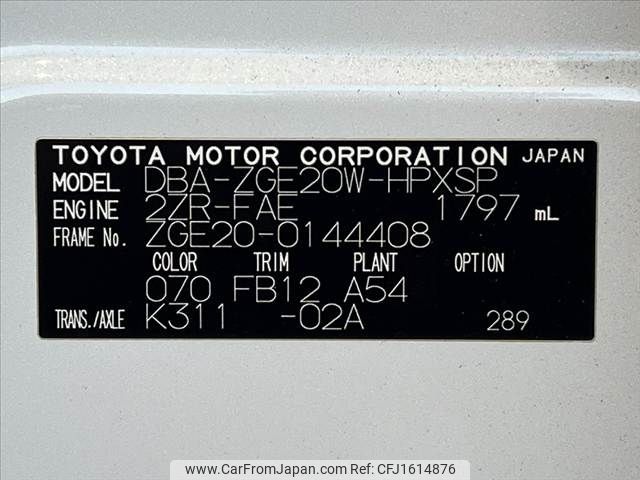 TOYOTA MOTOR CORPORATION JAPAN
MODEL DBA-ZGE20W-HPXSP
ENGINE 2ZR-FAE 1797 mL
FRAME No. ZGE20-0144408
COLOR TRIM PLANT OPTION
070 FB12 A54
TRANS./AXLE K311 -02A 289
www.CarFromJapan.com CFJ1614876